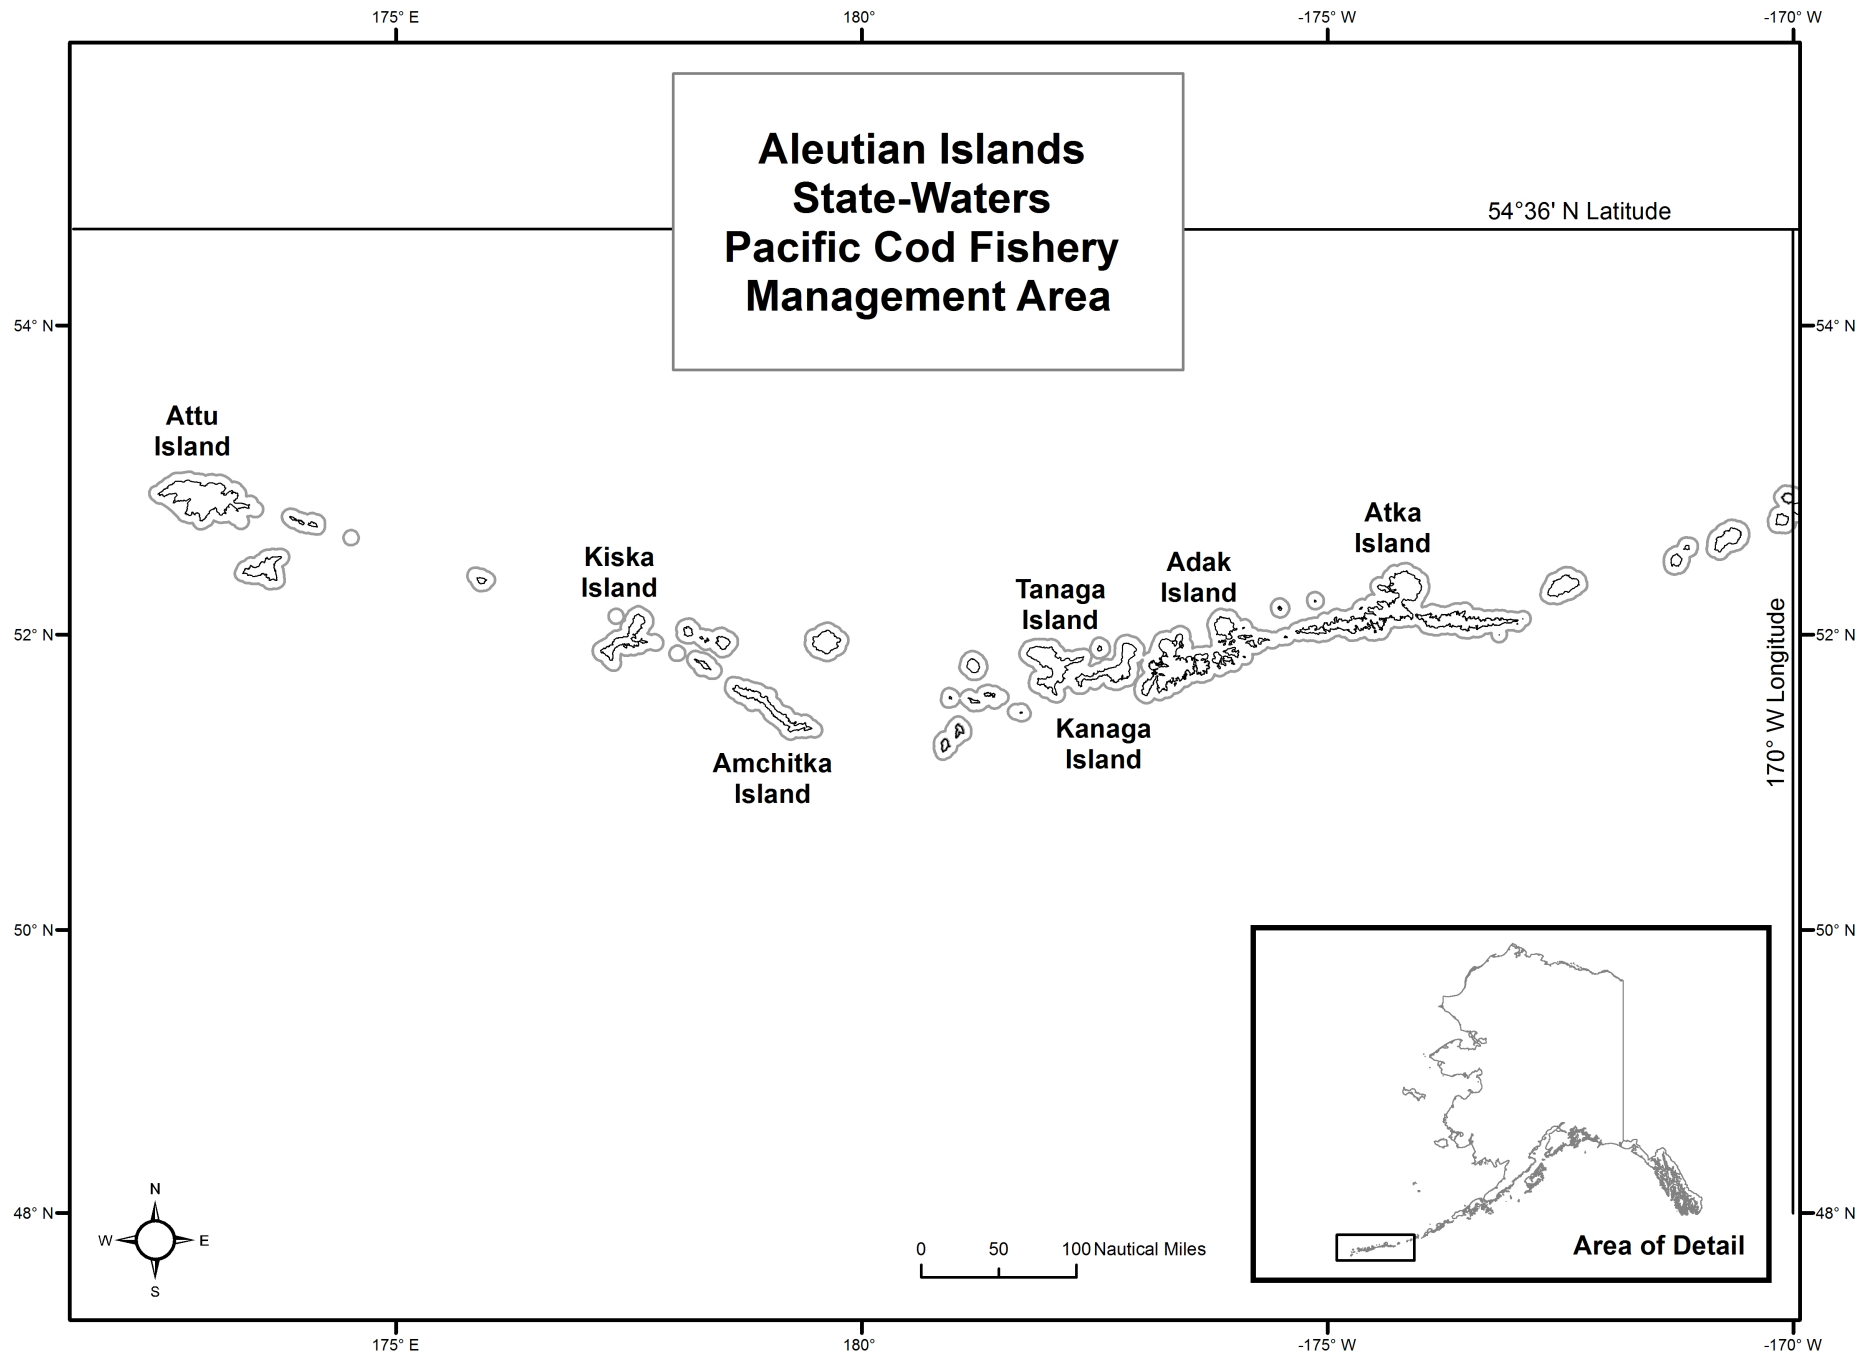 175° E 180° -175° W -170° W
Aleutian Islands
State-Waters
Pacific Cod Fishery
Management Area
54°36' N Latitude
54° N 54° N
Attu
Island
Atka
Island
Kiska
Island
Adak
Island
Tanaga
Island
52° N 52° N
170° W Longitude
Kanaga
Island
Amchitka
Island
50° N 50° N
N
W E
S
48° N 48° N
0 50 100 Nautical Miles
Area of Detail
175° E 180° -175° W -170° W